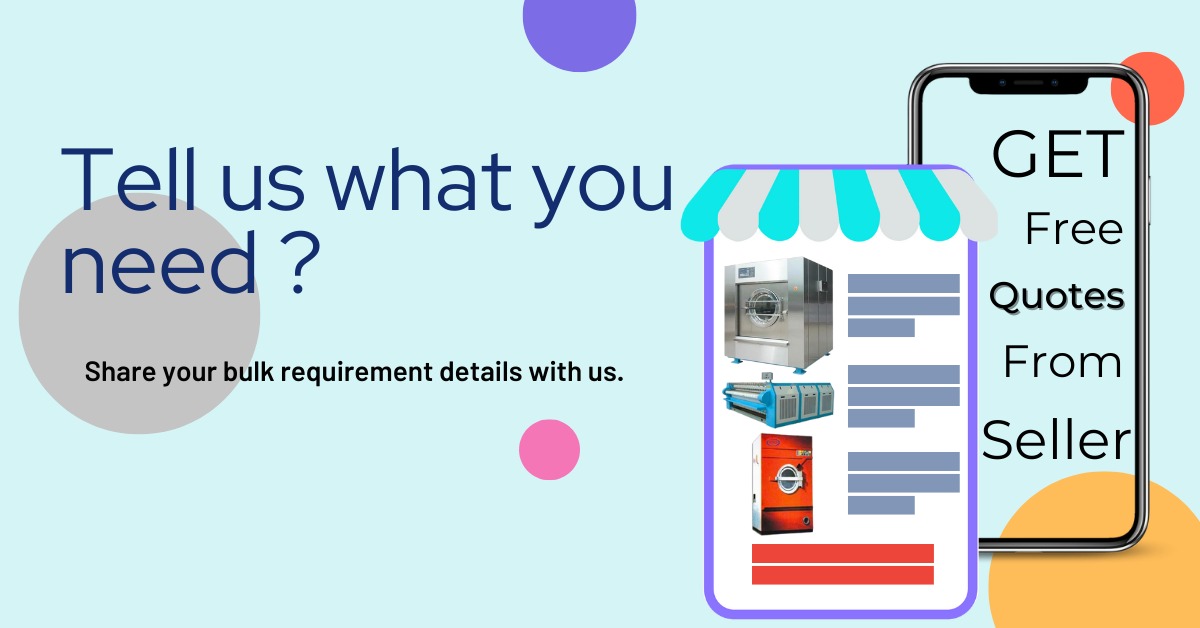 Tell us what you
need ?
Share your bulk requirement details with us.
GET
Free
Quotes
From
Seller